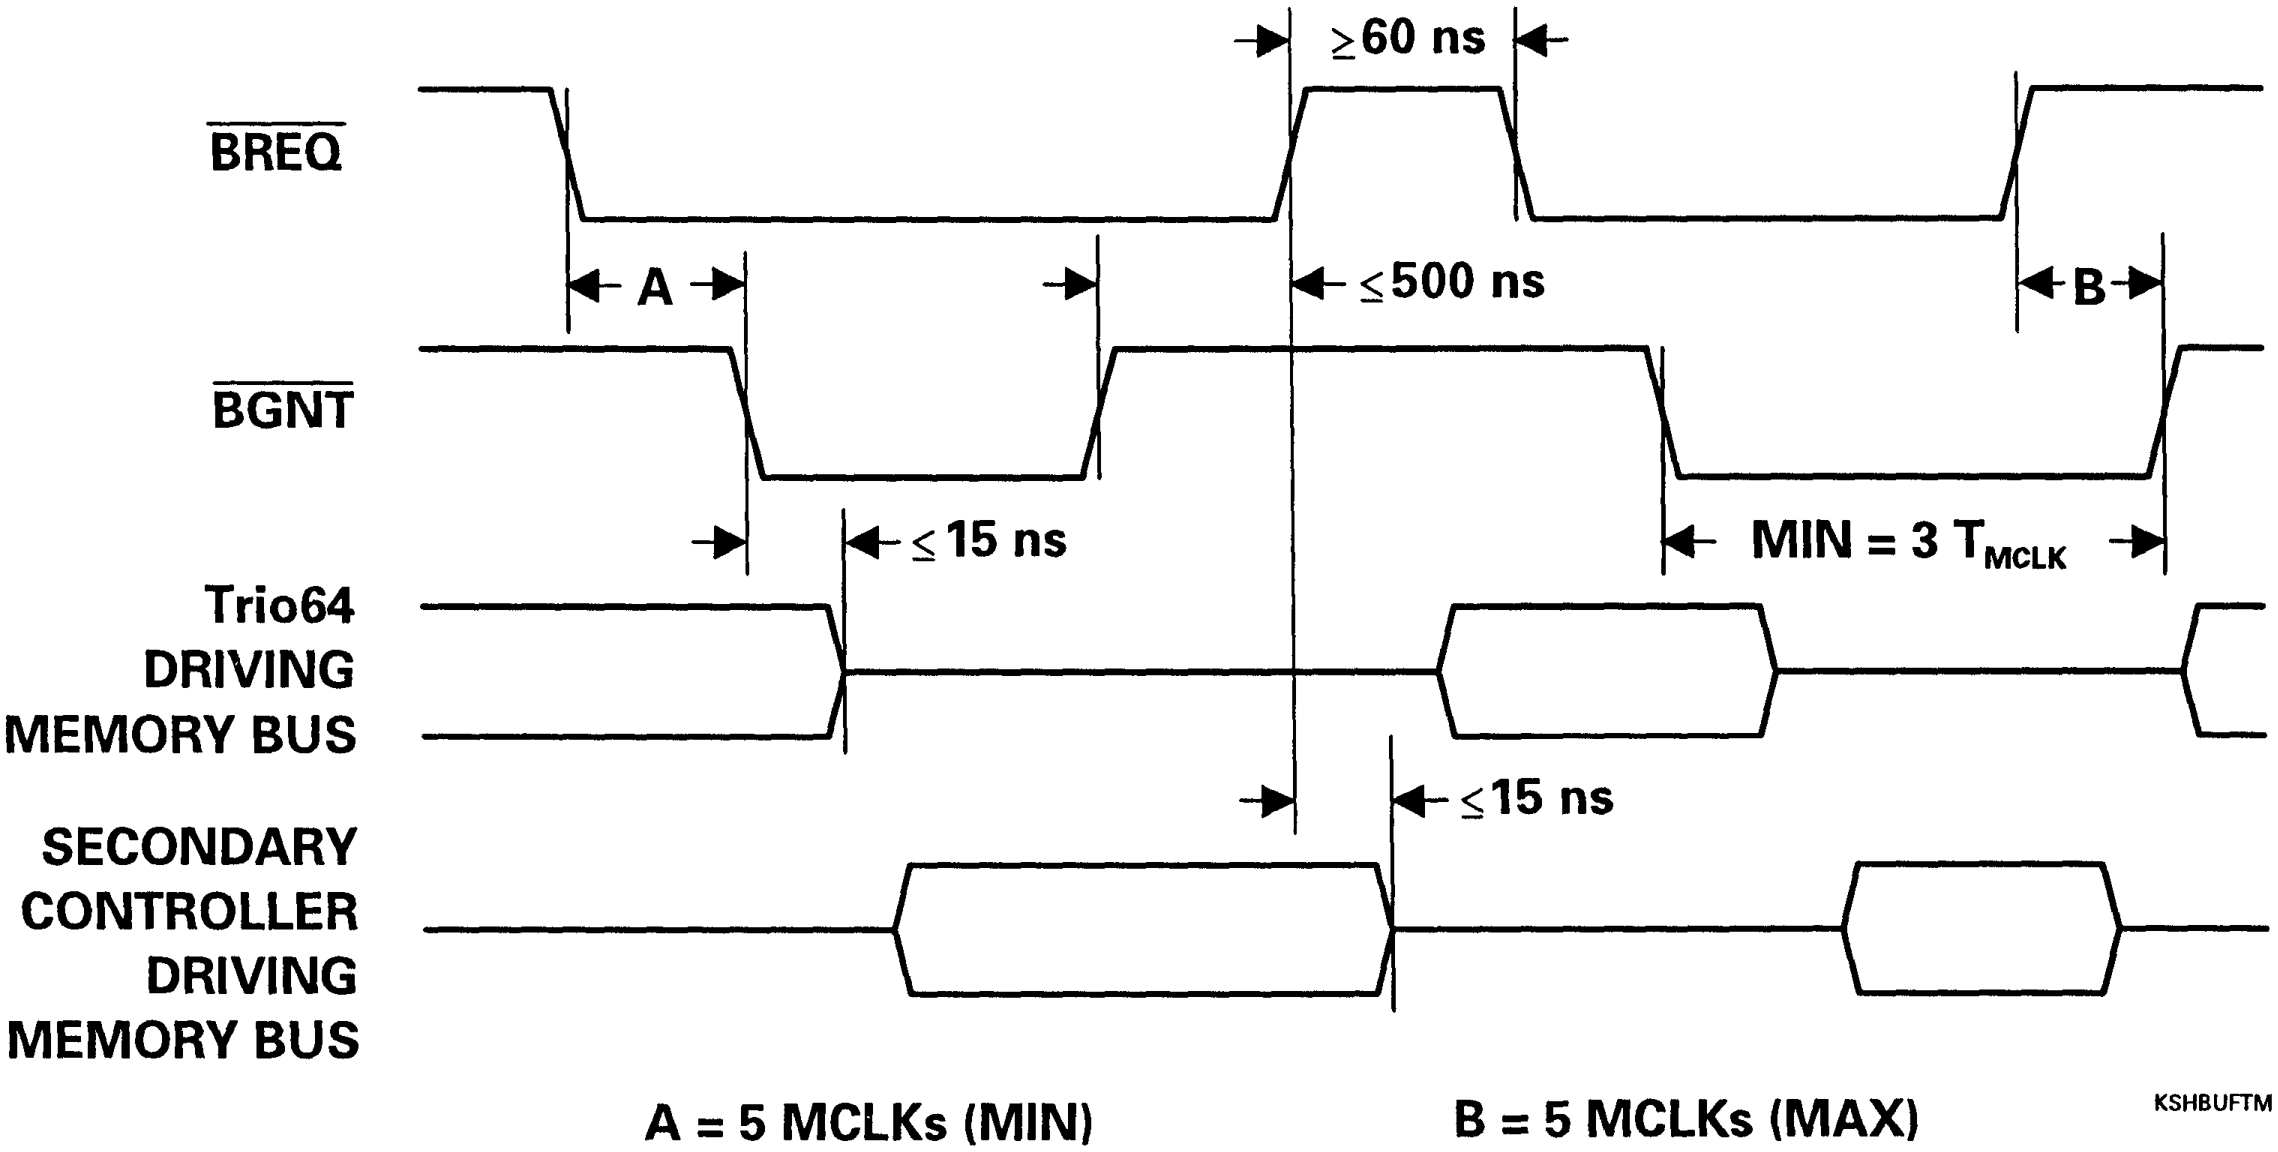 ≥60 ns
BREQ
A
≤500 ns
B
BGNT
≤15 ns
MIN = 3 TMCLK
Trio64
DRIVING
MEMORY BUS
≤15 ns
SECONDARY
CONTROLLER
DRIVING
MEMORY BUS
A = 5 MCLKs (MIN)
B = 5 MCLKs (MAX)
KSHBUFTM